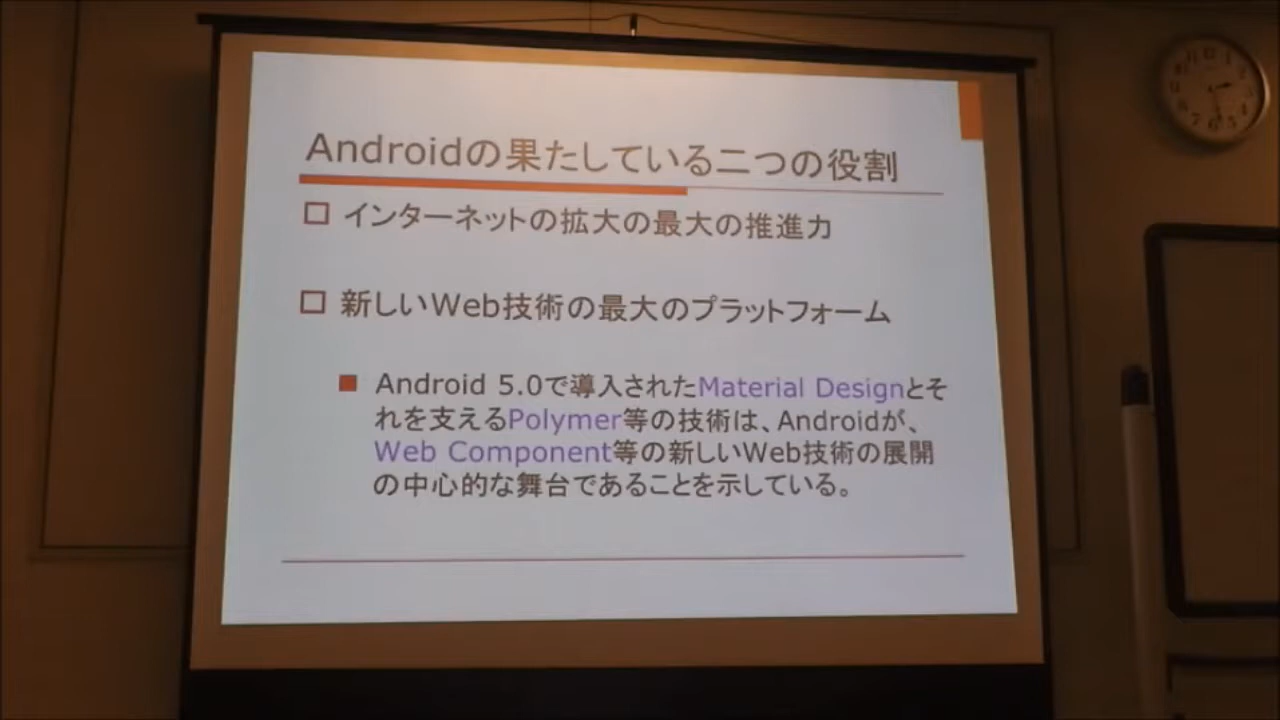 Androidの果たしている二つの役割
インターネットの拡大の最大の推進力
新しいWeb技術の最大のプラットフォーム
Android 5.0で導入されたMaterial Designとそ
れを支えるPolymer等の技術は、Androidが、
Web Component等の新しいWeb技術の展開
の中心的な舞台であることを示している。